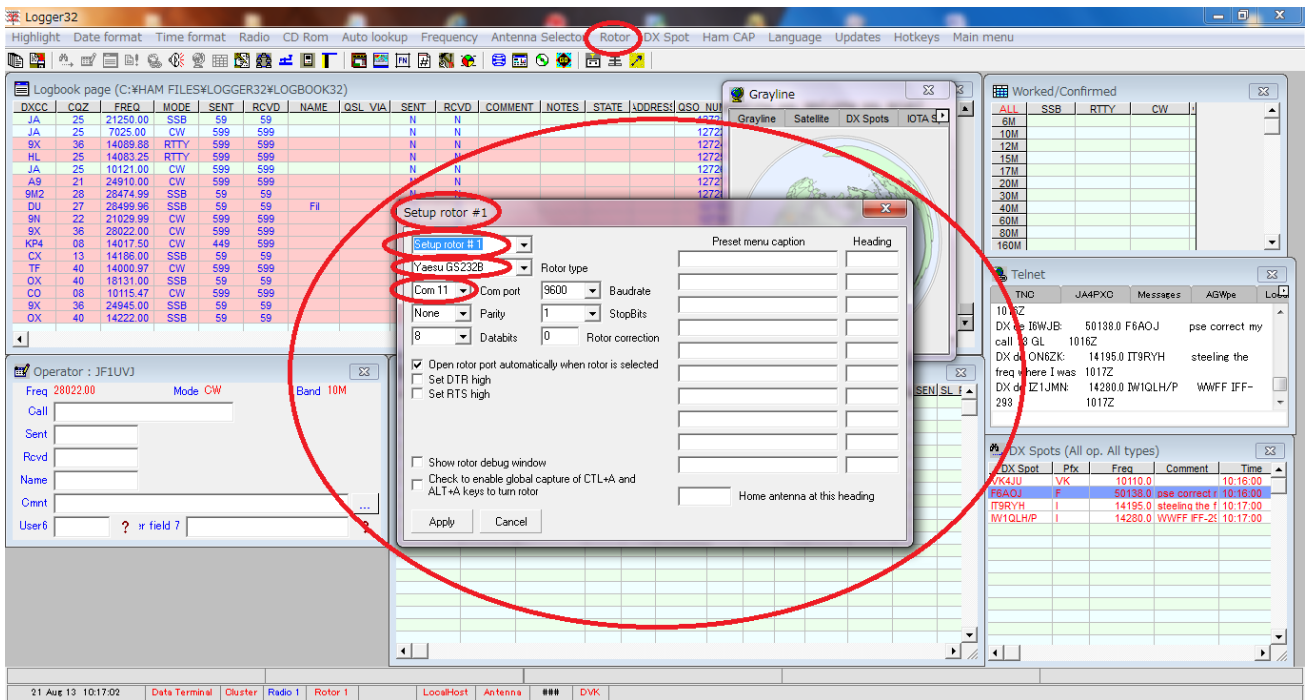 Logger32
Highlight Date format Time format Radio CD Rom Auto lookup Frequency Antenna Selector Rotor DX Spot Ham CAP Language Updates Hotkeys Main menu
Logbook page (C:¥HAM FILES¥LOGGER32¥LOGBOOK32)
DXCC CQZ FREQ MODE SENT RCVD NAME QSL VIA SENT RCVD COMMENT NOTES STATE ADDRESS QSO NU
JA 25 21250.00 SSB 59 59 N N
JA 25 7025.00 CW 599 599 N N
9X 36 14089.88 RTTY 599 599 N N
HL 25 14083.25 RTTY 599 599 N N
JA 25 10121.00 CW 599 599 N N
A9 21 24910.00 CW 599 599 N N
9M2 28 28474.99 SSB 59 59 N N
DU 27 28499.96 SSB 59 59 Fil
9N 22 21029.99 CW 599 599
9X 36 28022.00 CW 599 599
KP4 08 14017.50 CW 449 599
CX 13 14186.00 SSB 59 59
TF 40 14000.97 CW 599 599
OX 40 18131.00 SSB 59 59
CO 08 10115.47 CW 599 599
9X 36 24945.00 CW 599 599
OX 40 14222.00 SSB 59 59
Grayline
Grayline Satellite DX Spots IOTA S
Worked/Confirmed
ALL SSB RTTY CW
6M
10M
12M
15M
17M
20M
30M
40M
60M
80M
160M
Setup rotor #1
Setup rotor # 1
Yaesu GS232B Rotor type
Com 11 Com port 9600 Baudrate
None Parity 1 StopBits
8 Databits 0 Rotor correction
Open rotor port automatically when rotor is selected
Set DTR high
Set RTS high
Show rotor debug window
Check to enable global capture of CTL+A and
ALT+A keys to turn rotor
Apply Cancel
Preset menu caption Heading
Home antenna at this heading
Telnet
TNC JA4PXC Messages AGWpe
DX de I6WJB: 50138.0 F6AOJ pse correct my
call 73 GL 1016Z
DX de ON6ZK: 14195.0 IT9RYH steeling the
freq where I was 1017Z
DX de IZ1JMN: 14280.0 IW1QLH/P WWFF IFF-
293 1017Z
Operator : JF1UVJ
Freq 28022.00 Mode CW Band 10M
Call
Sent
Rcvd
Name
Cmnt ...
User6 ? er field 7 ?
SEN SL
DX Spots (All op. All types)
DX Spot Pfx Freq Comment Time
VK4JU VK 10110.0 10:16:00
F6AOJ F 50138.0 pse correct r 10:16:00
IT9RYH I 14195.0 steeling the f 10:17:00
IW1QLH/P I 14280.0 WWFF IFF-29 10:17:00
21 Aug 13 10:17:02 Data Terminal Cluster Radio 1 Rotor 1 LocalHost Antenna ### DVK